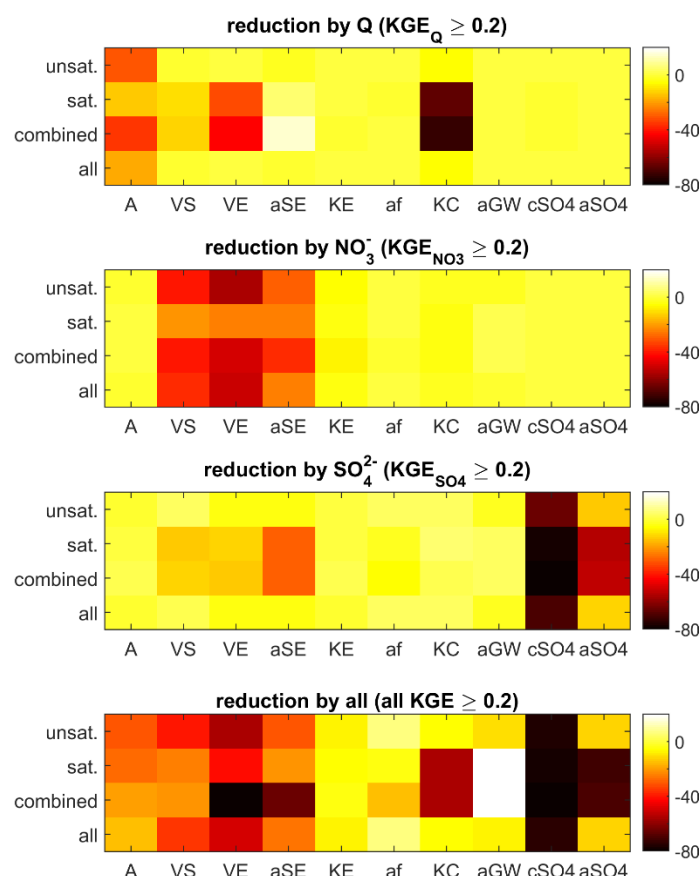 reduction by Q (KGE_Q ≥ 0.2)
unsat.
sat.
combined
all
0
-40
-80
A VS VE aSE KE af KC aGW cSO4 aSO4
reduction by NO₃⁻ (KGE_NO3 ≥ 0.2)
unsat.
sat.
combined
all
0
-40
-80
A VS VE aSE KE af KC aGW cSO4 aSO4
reduction by SO₄²⁻ (KGE_SO4 ≥ 0.2)
unsat.
sat.
combined
all
0
-40
-80
A VS VE aSE KE af KC aGW cSO4 aSO4
reduction by all (all KGE ≥ 0.2)
unsat.
sat.
combined
all
0
-40
-80
A VS VE aSE KE af KC aGW cSO4 aSO4